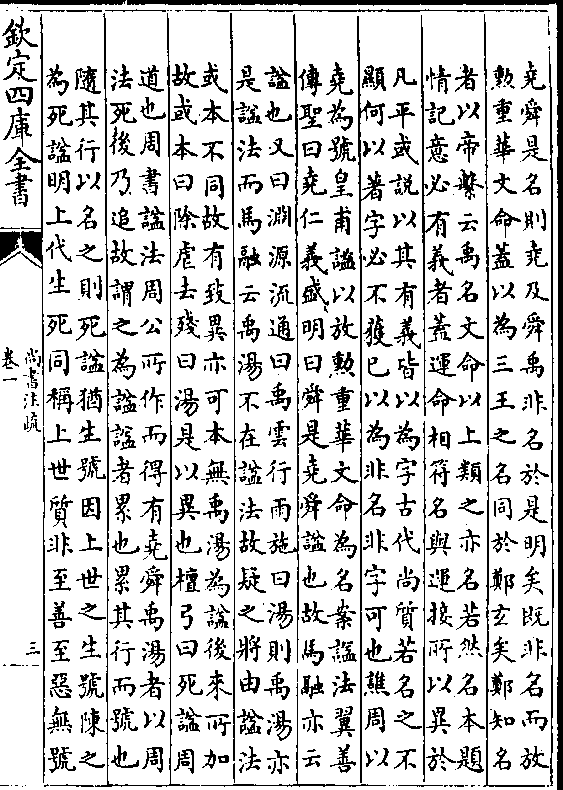 堯舜是名則堯及舜禹非名於是明矣既非名而放
勲重華文命蓋以為三王之名同於鄭玄矣鄭知名
者以帝繫云禹名文命以上類之亦名若然名本題
情記意必有義者蓋運命相符名與運接所以異於
凡平或説以其有義皆以為字古代尚質若名之不
顯何以著字必不獲已以為非名非字可也譙周以
堯為號皇甫謐以放勲重華文命為名案謚法翼善
傳聖曰堯仁義盛明曰舜是堯舜謚也故馬融亦云
謚也又曰淵源流通曰禹雲行雨施曰湯則禹湯亦
是謚法而馬融云禹湯不在謚法故疑之將由謚法
或本不同故有致異亦可本無禹湯為謚後來所加
故或本曰除虐去殘曰湯是以異也檀弓曰死謚周
道也周書謚法周公所作而得有堯舜禹湯者以周
法死後乃追故謂之為謚謚者累也累其行而號也
隨其行以名之則死謚猶生號因上世之生號陳之
為死謚明上代生死同稱上世質非至善至惡無號
欽定四庫全書
尚書注疏
卷一
三